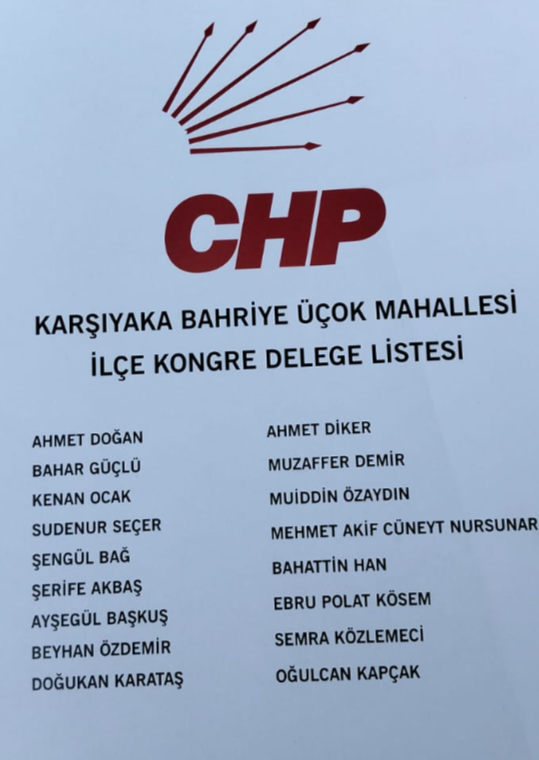 CHP
KARŞIYAKA BAHRİYE ÜÇOK MAHALLESİ
İLÇE KONGRE DELEGE LİSTESİ
AHMET DOĞAN
BAHAR GÜÇLÜ
KENAN OCAK
SUDENUR SEÇER
ŞENGÜL BAĞ
ŞERİFE AKBAŞ
AYŞEGÜL BAŞKUŞ
BEYHAN ÖZDEMİR
DOĞUKAN KARATAŞ
AHMET DİKER
MUZAFFER DEMİR
MUİDDİN ÖZAYDIN
MEHMET AKİF CÜNEYT NURSUNAR
BAHATTİN HAN
EBRU POLAT KÖSEM
SEMRA KÖZLEMECİ
OĞULCAN KAPÇAK